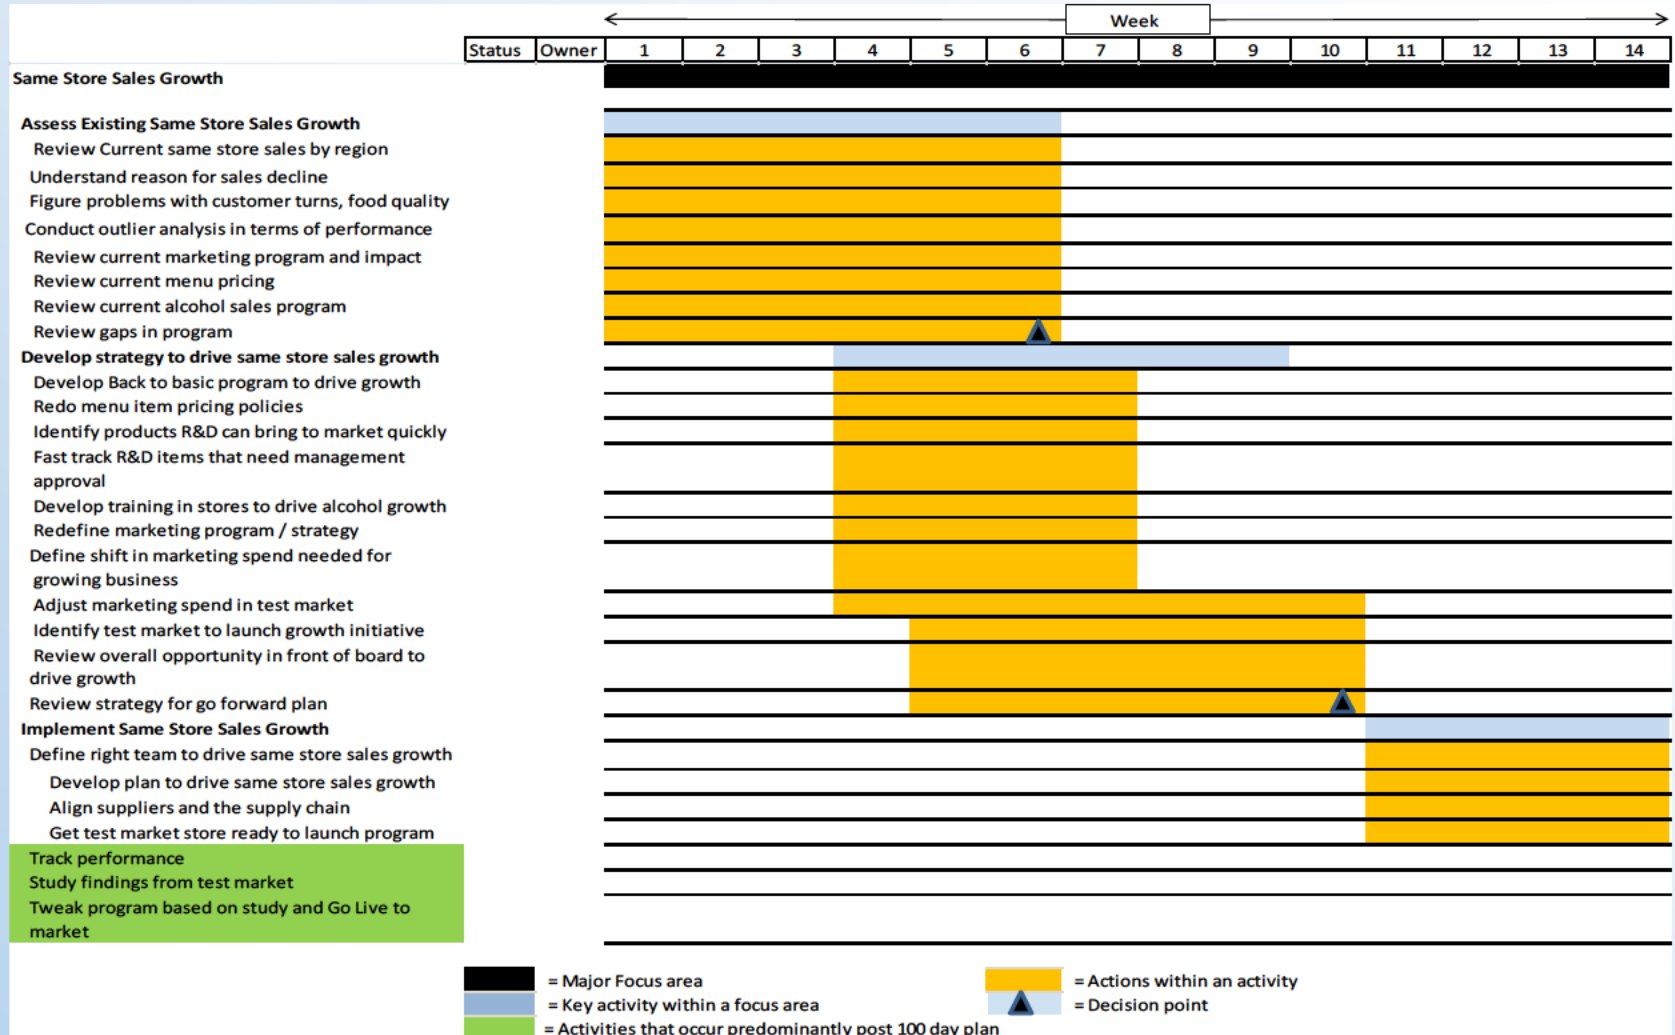 Week
Status Owner 1 2 3 4 5 6 7 8 9 10 11 12 13 14
Same Store Sales Growth
Assess Existing Same Store Sales Growth
Review Current same store sales by region
Understand reason for sales decline
Figure problems with customer turns, food quality
Conduct outlier analysis in terms of performance
Review current marketing program and impact
Review current menu pricing
Review current alcohol sales program
Review gaps in program
Develop strategy to drive same store sales growth
Develop Back to basic program to drive growth
Redo menu item pricing policies
Identify products R&D can bring to market quickly
Fast track R&D items that need management
approval
Develop training in stores to drive alcohol growth
Redefine marketing program / strategy
Define shift in marketing spend needed for
growing business
Adjust marketing spend in test market
Identify test market to launch growth initiative
Review overall opportunity in front of board to
drive growth
Review strategy for go forward plan
Implement Same Store Sales Growth
Define right team to drive same store sales growth
Develop plan to drive same store sales growth
Align suppliers and the supply chain
Get test market store ready to launch program
Track performance
Study findings from test market
Tweak program based on study and Go Live to
market
= Major Focus area
= Actions within an activity
= Key activity within a focus area
= Decision point
= Activities that occur predominantly post 100 day plan